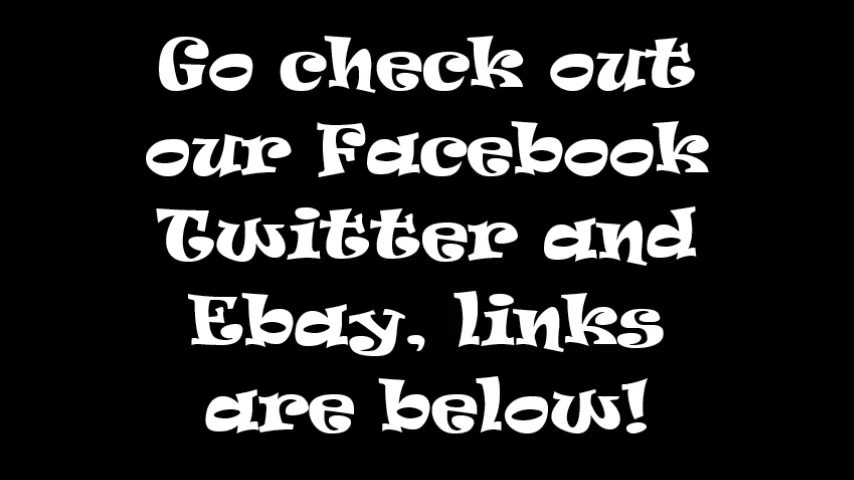 Go check out
our Facebook
Twitter and
Ebay, links
are below!